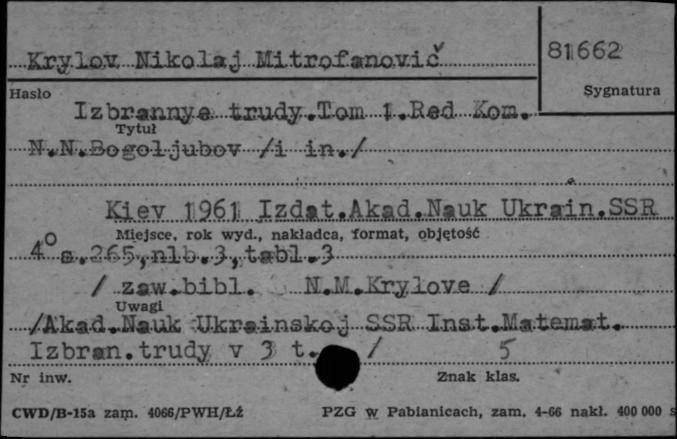 Krylov Nikolaj Mitrofanovič
81662
Hasło
Sygnatura
Izbrannye trudy.Tom 1.Red Kom.
Tytuł
N.N.Bogoljubov /i in./
Kiev 1961 Izdat.Akad.Nauk Ukrain.SSR
Miejsce, rok wyd., nakładca, format, objętość
4° s.265,nlb.3,tabl.3
/ zaw.bibl. N.M.Krylove /
Uwagi
/Akad.Nauk Ukrainskoj SSR Inst.Matemat.
Izbran.trudy v 3 t. / 5
Nr inw.
Znak klas.
CWD/B-15a zam. 4066/PWH/Łź
PZG w Pabianicach, zam. 4-66 nakł. 400 000 s